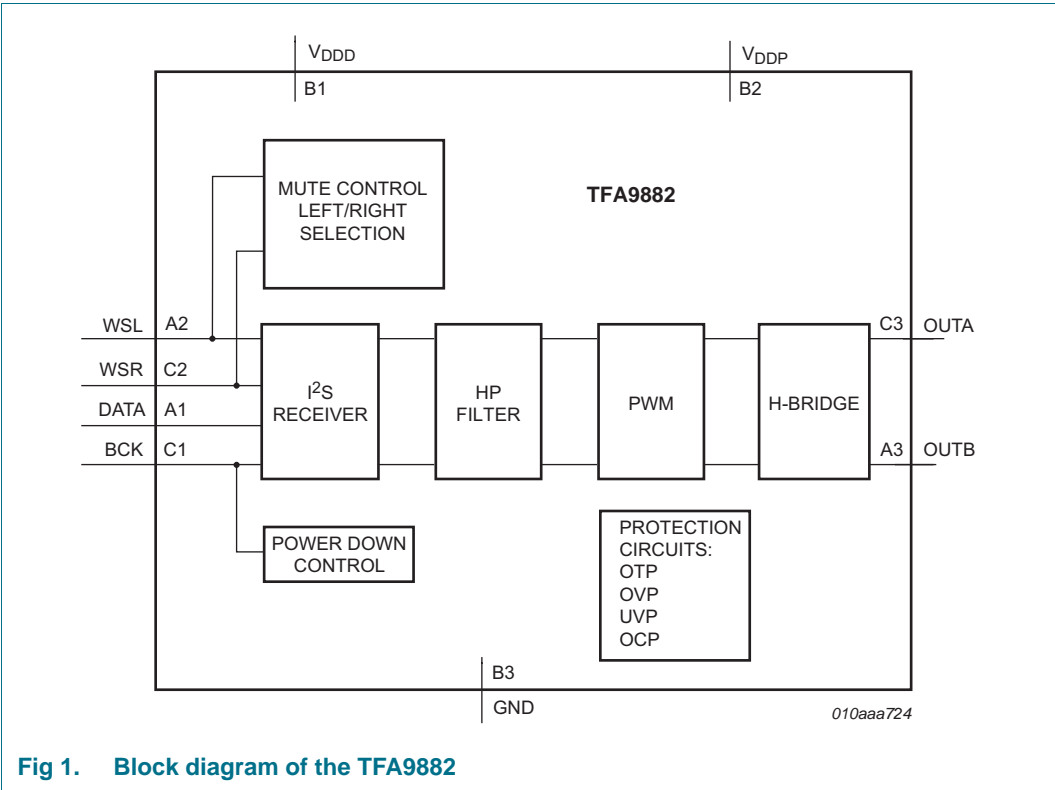 VDDD
VDDP
B1
B2
MUTE CONTROL
LEFT/RIGHT
SELECTION
TFA9882
WSL A2
C3 OUTA
WSR C2
DATA A1
BCK C1
I2S
RECEIVER
HP
FILTER
PWM
H-BRIDGE
A3 OUTB
POWER DOWN
CONTROL
PROTECTION
CIRCUITS:
OTP
OVP
UVP
OCP
B3
GND
010aaa724
Fig 1. Block diagram of the TFA9882